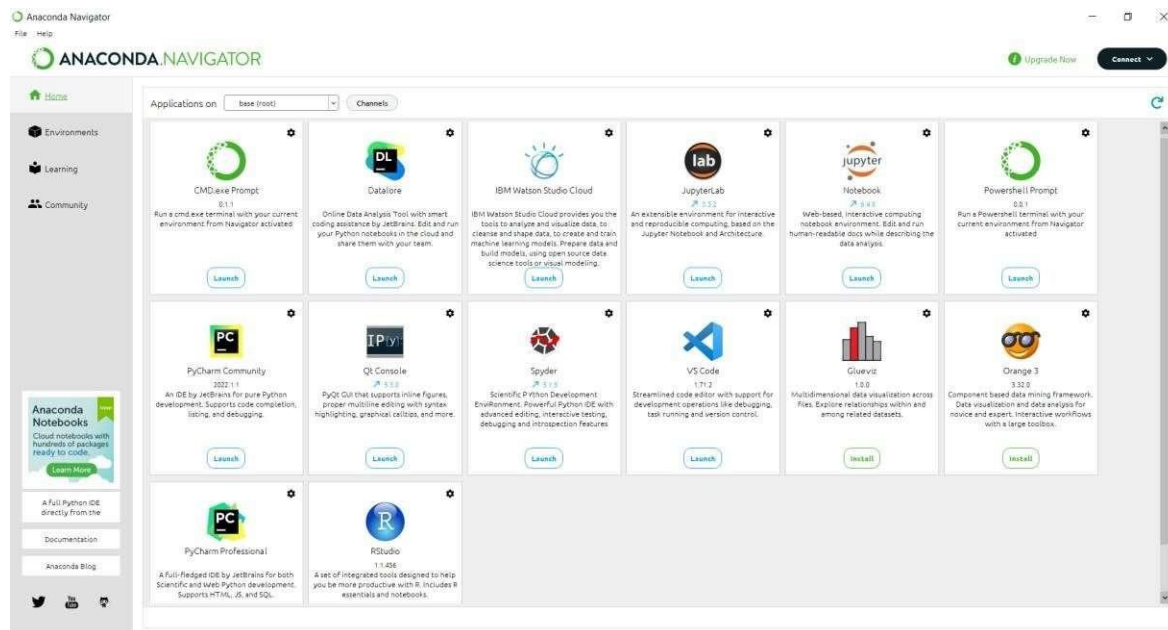 Anaconda Navigator
File Help
ANACONDA.NAVIGATOR
Upgrade Now
Connect
Home
Environments
Learning
Community
Applications on
base (root)
Channels
CMD.exe Prompt
0.1.1
Run a cmd.exe terminal with your current
environment from Navigator activated
Launch
DL
Datalore
Online Data Analysis Tool with smart
coding assistance by JetBrains. Edit and run
your Python notebooks in the cloud and
share them with your team.
Launch
IBM Watson Studio Cloud
IBM Watson Studio Cloud provides you the
tools to analyze and visualize data, to
cleanse and shape data, to create and train
machine learning models. Prepare data and
build models, using open source data
science tools or visual modeling.
Launch
lab
JupyterLab
3.3.2
An extensible environment for interactive
and reproducible computing, based on the
Jupyter Notebook and Architecture.
Launch
jupyter
Notebook
Web-based, interactive computing
notebook environment. Edit and run
human-readable docs while describing the
data analysis.
Launch
Powershell Prompt
0.0.1
Run a Powershell terminal with your
current environment from Navigator
activated
Launch
PC
PyCharm Community
2022.1.1
An IDE by JetBrains for pure Python
development. Supports code completion,
listing, and debugging.
Launch
IP[y]:
Qt Console
5.3.0
PyQt GUI that supports inline figures,
proper multiline editing with syntax
highlighting, graphical calltips, and more.
Launch
Spyder
Scientific PYthon Development
EnviRonment. Powerful Python IDE with
advanced editing, interactive testing,
debugging and introspection features
Launch
VS Code
1.71.2
Streamlined code editor with support for
development operations like debugging,
task running and version control.
Launch
Glueviz
1.0.0
Multidimensional data visualization across
files. Explore relationships within and
among related datasets.
Install
Orange 3
3.32.0
Component based data mining framework.
Data visualization and data analysis for
novice and expert. Interactive workflows
with a large toolbox.
Install
PC
PyCharm Professional
A full-fledged IDE by JetBrains for both
Scientific and Web Python development.
Supports HTML, JS, and SQL.
R
RStudio
1.1.456
A set of integrated tools designed to help
you be more productive with R. Includes R
essentials and notebooks.
Anaconda
Notebooks
Cloud notebooks with
hundreds of packages
ready to code.
Learn More
A full Python IDE
directly from the
Documentation
Anaconda Blog
You
Tube